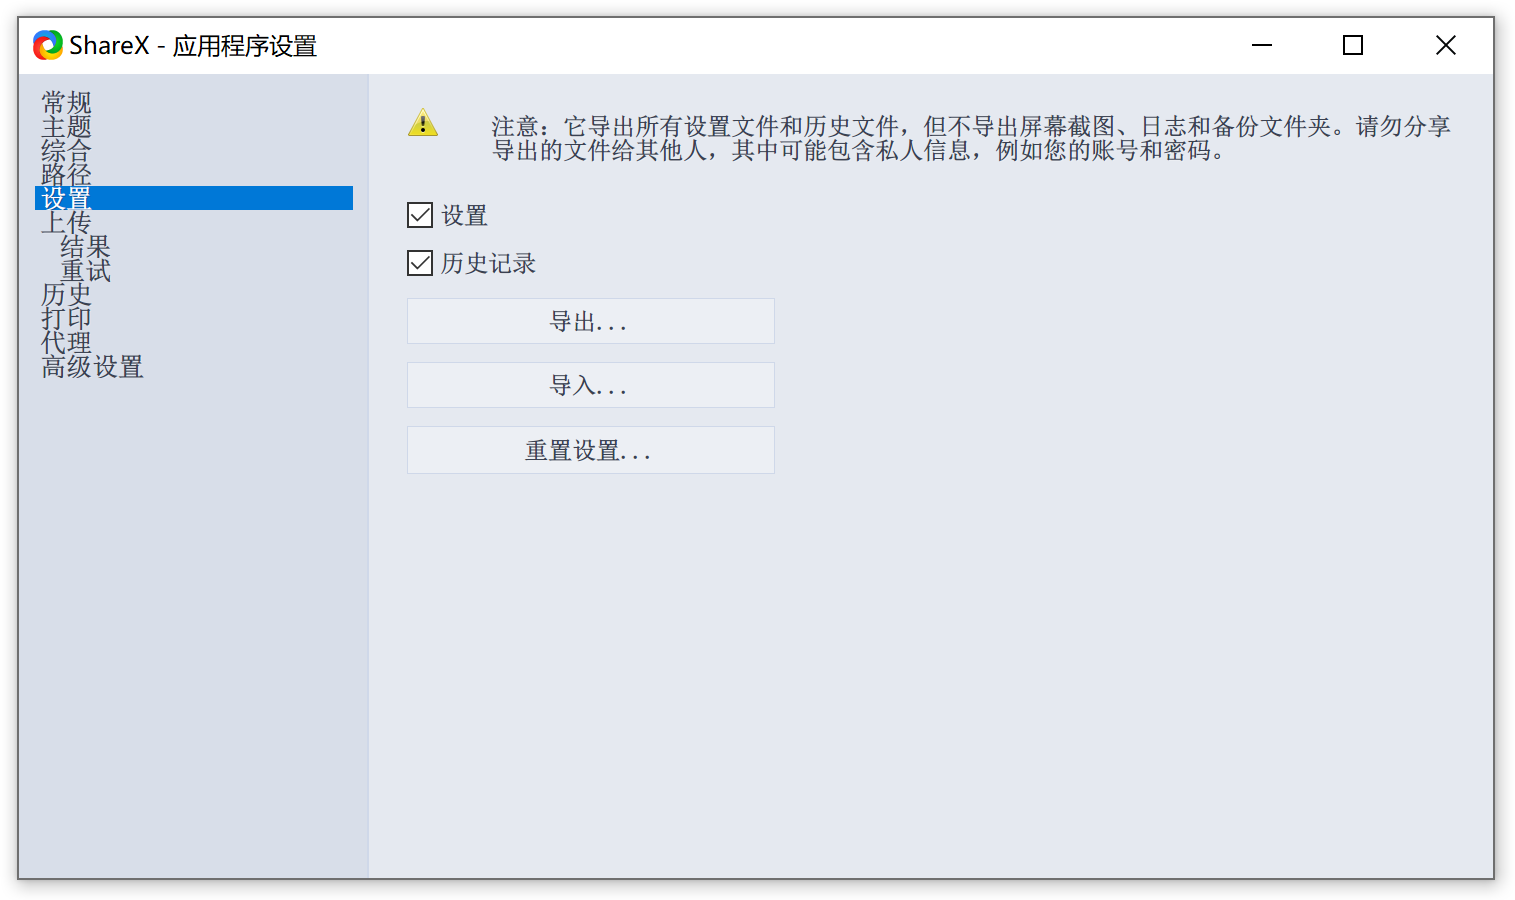 ShareX - 应用程序设置
常规
主题
综合
路径
设置
上传
结果
重试
历史
打印
代理
高级设置
注意：它导出所有设置文件和历史文件，但不导出屏幕截图、日志和备份文件夹。请勿分享
导出的文件给其他人，其中可能包含私人信息，例如您的账号和密码。
设置
历史记录
导出...
导入...
重置设置...